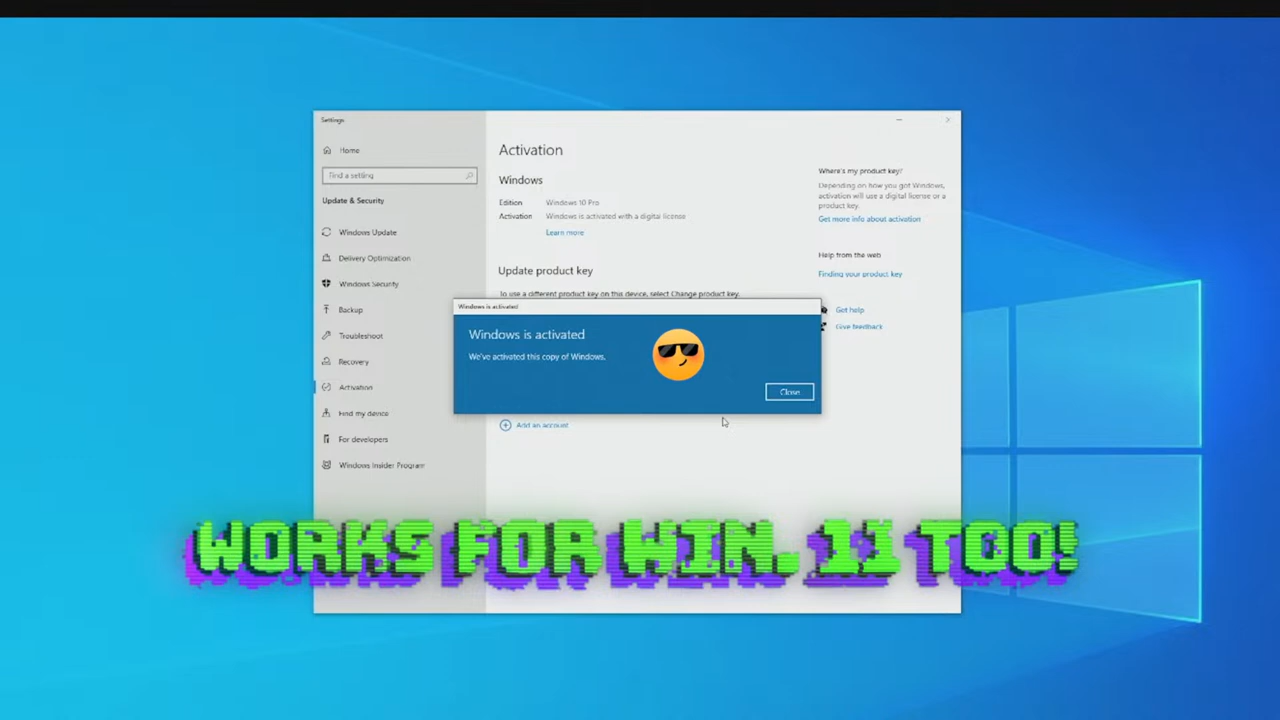 Settings
Home
Find a setting
Update & Security
Windows Update
Delivery Optimization
Windows Security
Backup
Troubleshoot
Recovery
Activation
Find my device
For developers
Windows Insider Program
Activation
Windows
Edition Windows 10 Pro
Activation Windows is activated with a digital license
Learn more
Update product key
To use a different product key on this device, select Change product key.
Windows is activated
Windows is activated
We've activated this copy of Windows.
Close
Add an account
Where's my product key?
Depending on how you got Windows,
activation will use a digital license or a
product key.
Get more info about activation
Help from the web
Finding your product key
Get help
Give feedback
WORKS FOR WIN. 11 TOO!